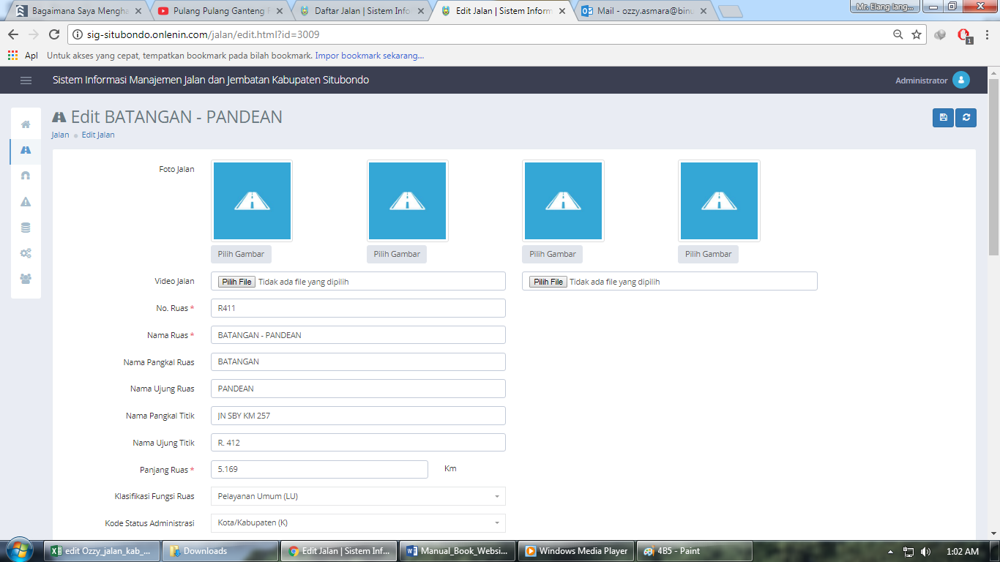 Bagaimana Saya Mengha
Pulang Pulang Ganteng F
Daftar Jalan | Sistem Info
Edit Jalan | Sistem Inform
Mail - ozzy.asmara@binu
Mr. Elang lang...
sig-situbondo.onlenin.com/jalan/edit.html?id=3009
1
Apl Untuk akses yang cepat, tempatkan bookmark pada bilah bookmark. Impor bookmark sekarang...
Sistem Informasi Manajemen Jalan dan Jembatan Kabupaten Situbondo
Administrator
Edit BATANGAN - PANDEAN
Jalan Edit Jalan
Foto Jalan
Pilih Gambar Pilih Gambar Pilih Gambar Pilih Gambar
Video Jalan Pilih File Tidak ada file yang dipilih Pilih File Tidak ada file yang dipilih
No. Ruas * R411
Nama Ruas * BATANGAN - PANDEAN
Nama Pangkal Ruas BATANGAN
Nama Ujung Ruas PANDEAN
Nama Pangkal Titik JN SBY KM 257
Nama Ujung Titik R. 412
Panjang Ruas * 5.169 Km
Klasifikasi Fungsi Ruas Pelayanan Umum (LU)
Kode Status Administrasi Kota/Kabupaten (K)
edit Ozzy_jalan_kab_... Downloads Edit Jalan | Sistem Inf... Manual_Book_Websi... Windows Media Player 4B5 - Paint 1:02 AM